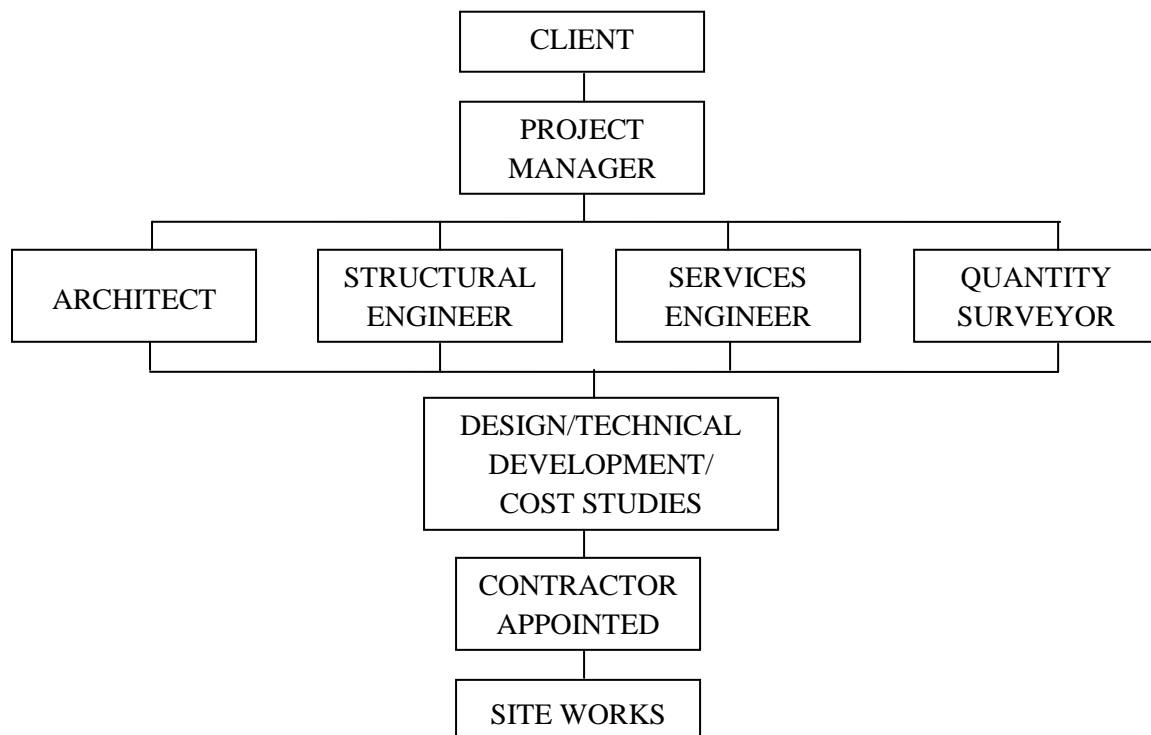 CLIENT
PROJECT
MANAGER
ARCHITECT
STRUCTURAL
ENGINEER
SERVICES
ENGINEER
QUANTITY
SURVEYOR
DESIGN/TECHNICAL
DEVELOPMENT/
COST STUDIES
CONTRACTOR
APPOINTED
SITE WORKS